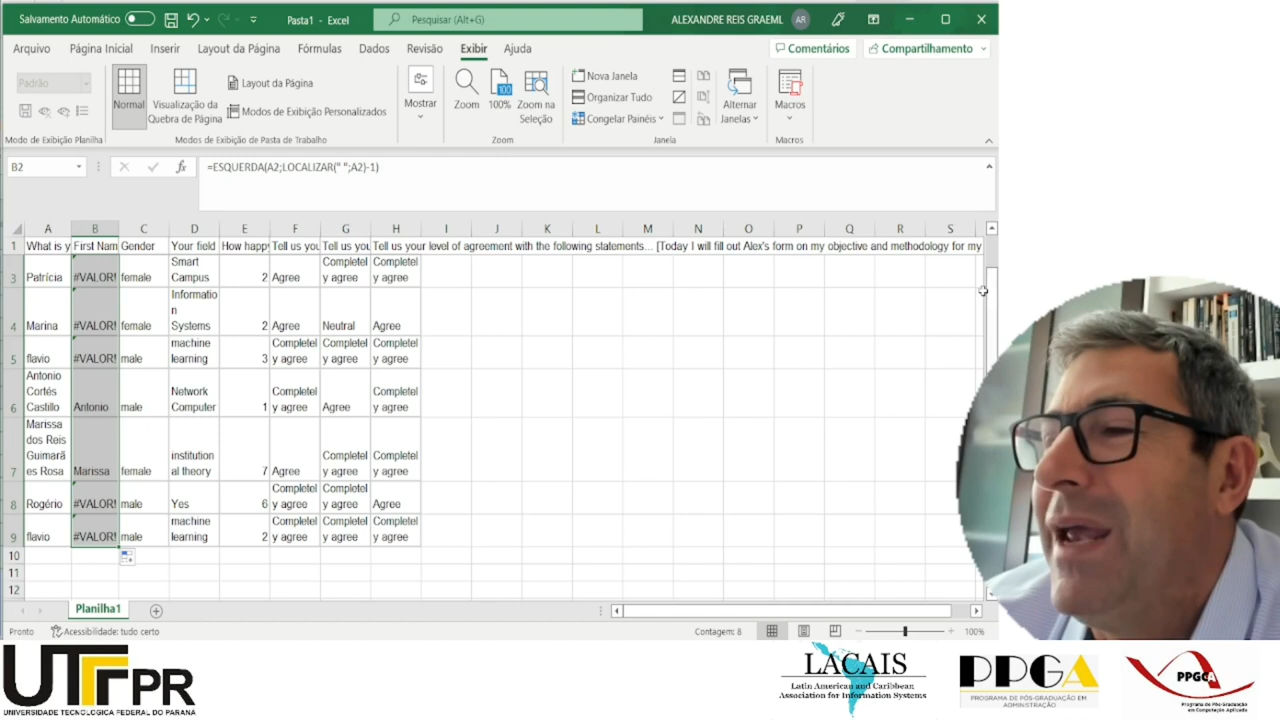 Salvamento Automático
Pasta1 - Excel
Pesquisar (Alt+G)
ALEXANDRE REIS GRAEML
AR
Arquivo
Página Inicial
Inserir
Layout da Página
Fórmulas
Dados
Revisão
Exibir
Ajuda
Comentários
Compartilhamento
Padrão
Normal
Visualização da
Quebra de Página
Layout da Página
Modos de Exibição Personalizados
Mostrar
Zoom
100
100%
Zoom na
Seleção
Nova Janela
Organizar Tudo
Congelar Painéis
Alternar
Janelas
Macros
Modo de Exibição Planilha
Modos de Exibição de Pasta de Trabalho
Zoom
Janela
Macros
B2
fx
=ESQUERDA(A2;LOCALIZAR(" ";A2)-1)
A B C D E F G H I J K L M N O P Q R S
1 What is y First Nam Gender Your field How happy Tell us you Tell us you Tell us your level of agreement with the following statements... [Today I will fill out Alex's form on my objective and methodology for my
Smart Completel Completel
3 Patrícia #VALOR! female Campus 2 Agree y agree y agree
Informatio
n
4 Marina #VALOR! female Systems 2 Agree Neutral Agree
machine Completel Completel Completel
5 flavio #VALOR! male learning 3 y agree y agree y agree
Antonio
Cortés Network Completel Completel
6 Castillo Antonio male Computer 1 y agree Agree y agree
Marissa
dos Reis
Guimarã institution Completel Completel
7 es Rosa Marissa female al theory 7 Agree y agree y agree
Completel Completel
8 Rogério #VALOR! male Yes 6 y agree y agree Agree
machine Completel Completel Completel
9 flavio #VALOR! male learning 2 y agree y agree y agree
10
11
12
Planilha1
Pronto
Acessibilidade: tudo certo
Contagem: 8
100%
UTFPR
UNIVERSIDADE TECNOLÓGICA FEDERAL DO PARANÁ
LACAIS
Latin American and Caribbean
Association for Information Systems
PPGA
PROGRAMA DE PÓS-GRADUAÇÃO EM
ADMINISTRAÇÃO
PPGCA
Programa de Pós-Graduação
em Computação Aplicada